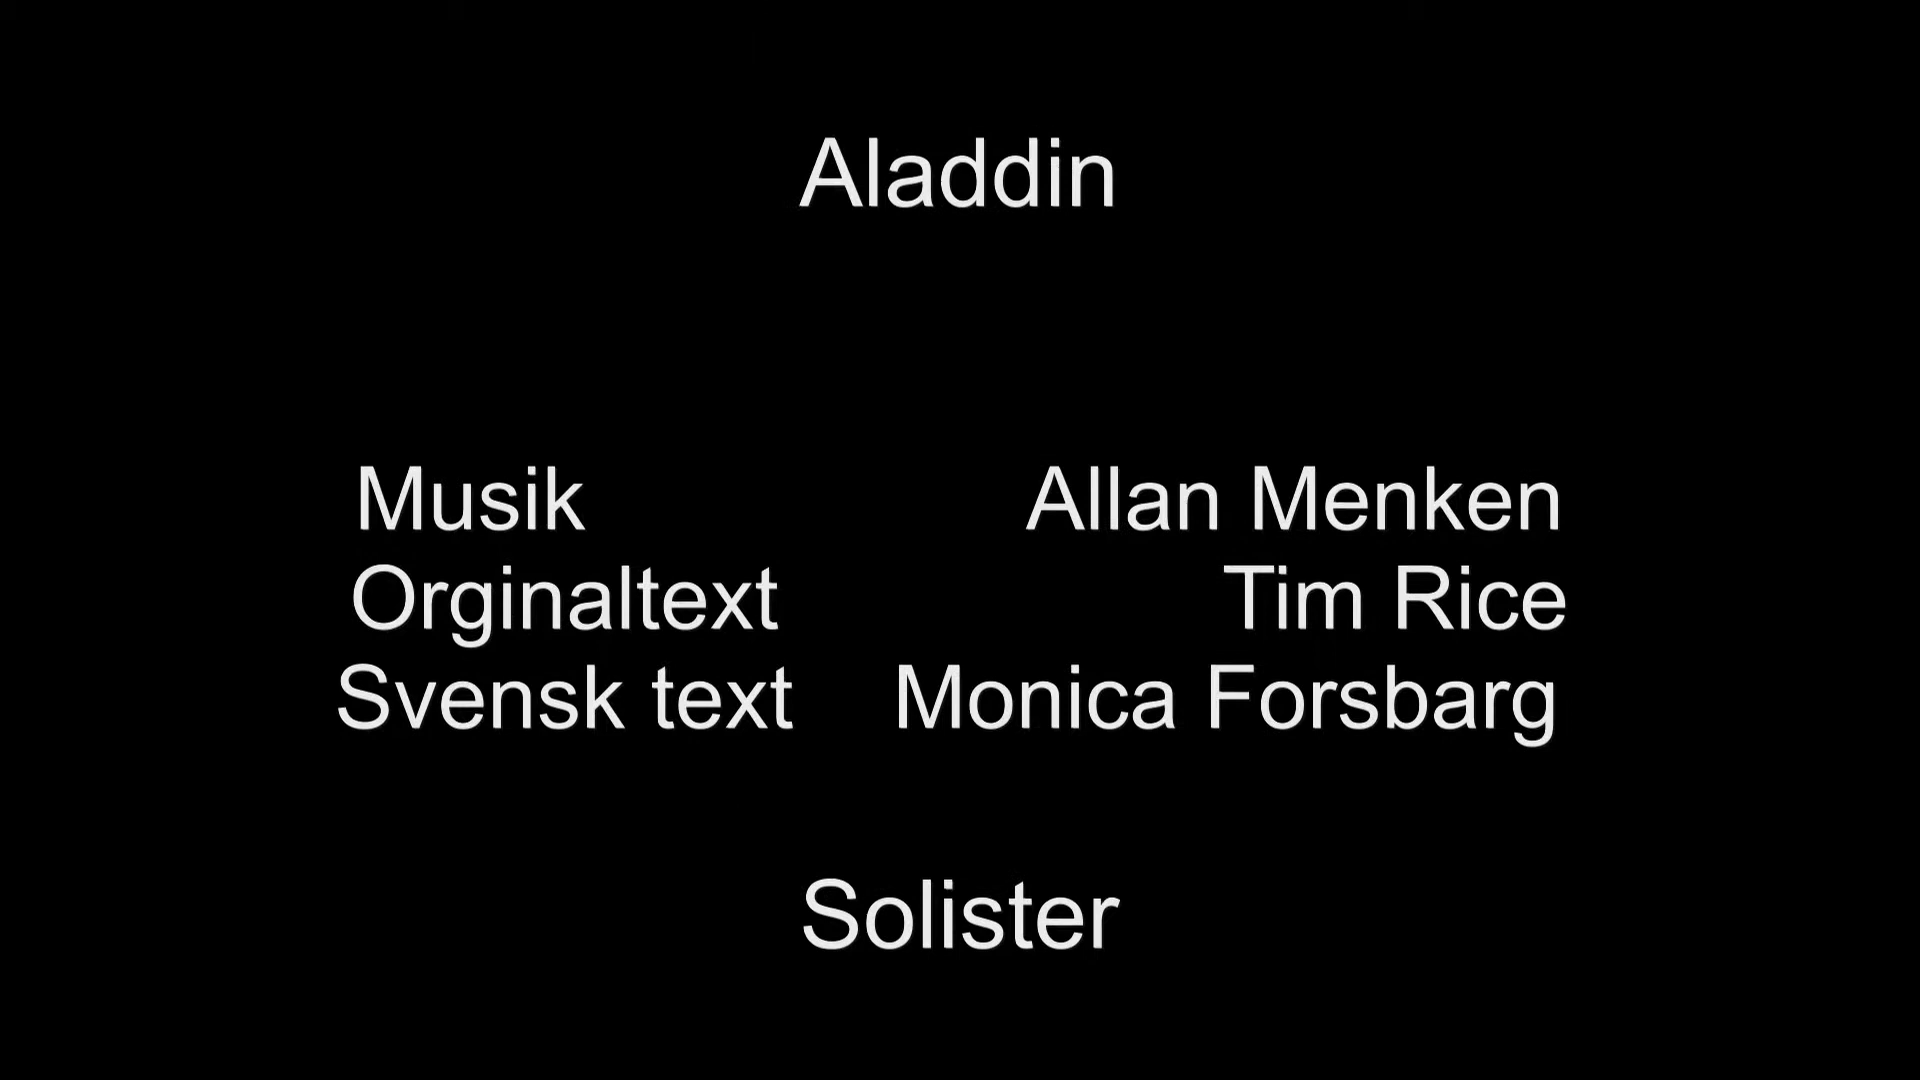 Aladdin
Musik Allan Menken
Orginaltext Tim Rice
Svensk text Monica Forsbarg
Solister